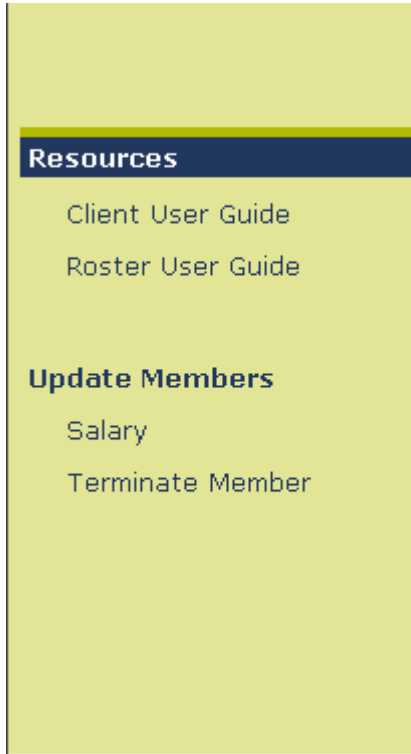 Resources
Client User Guide
Roster User Guide
Update Members
Salary
Terminate Member